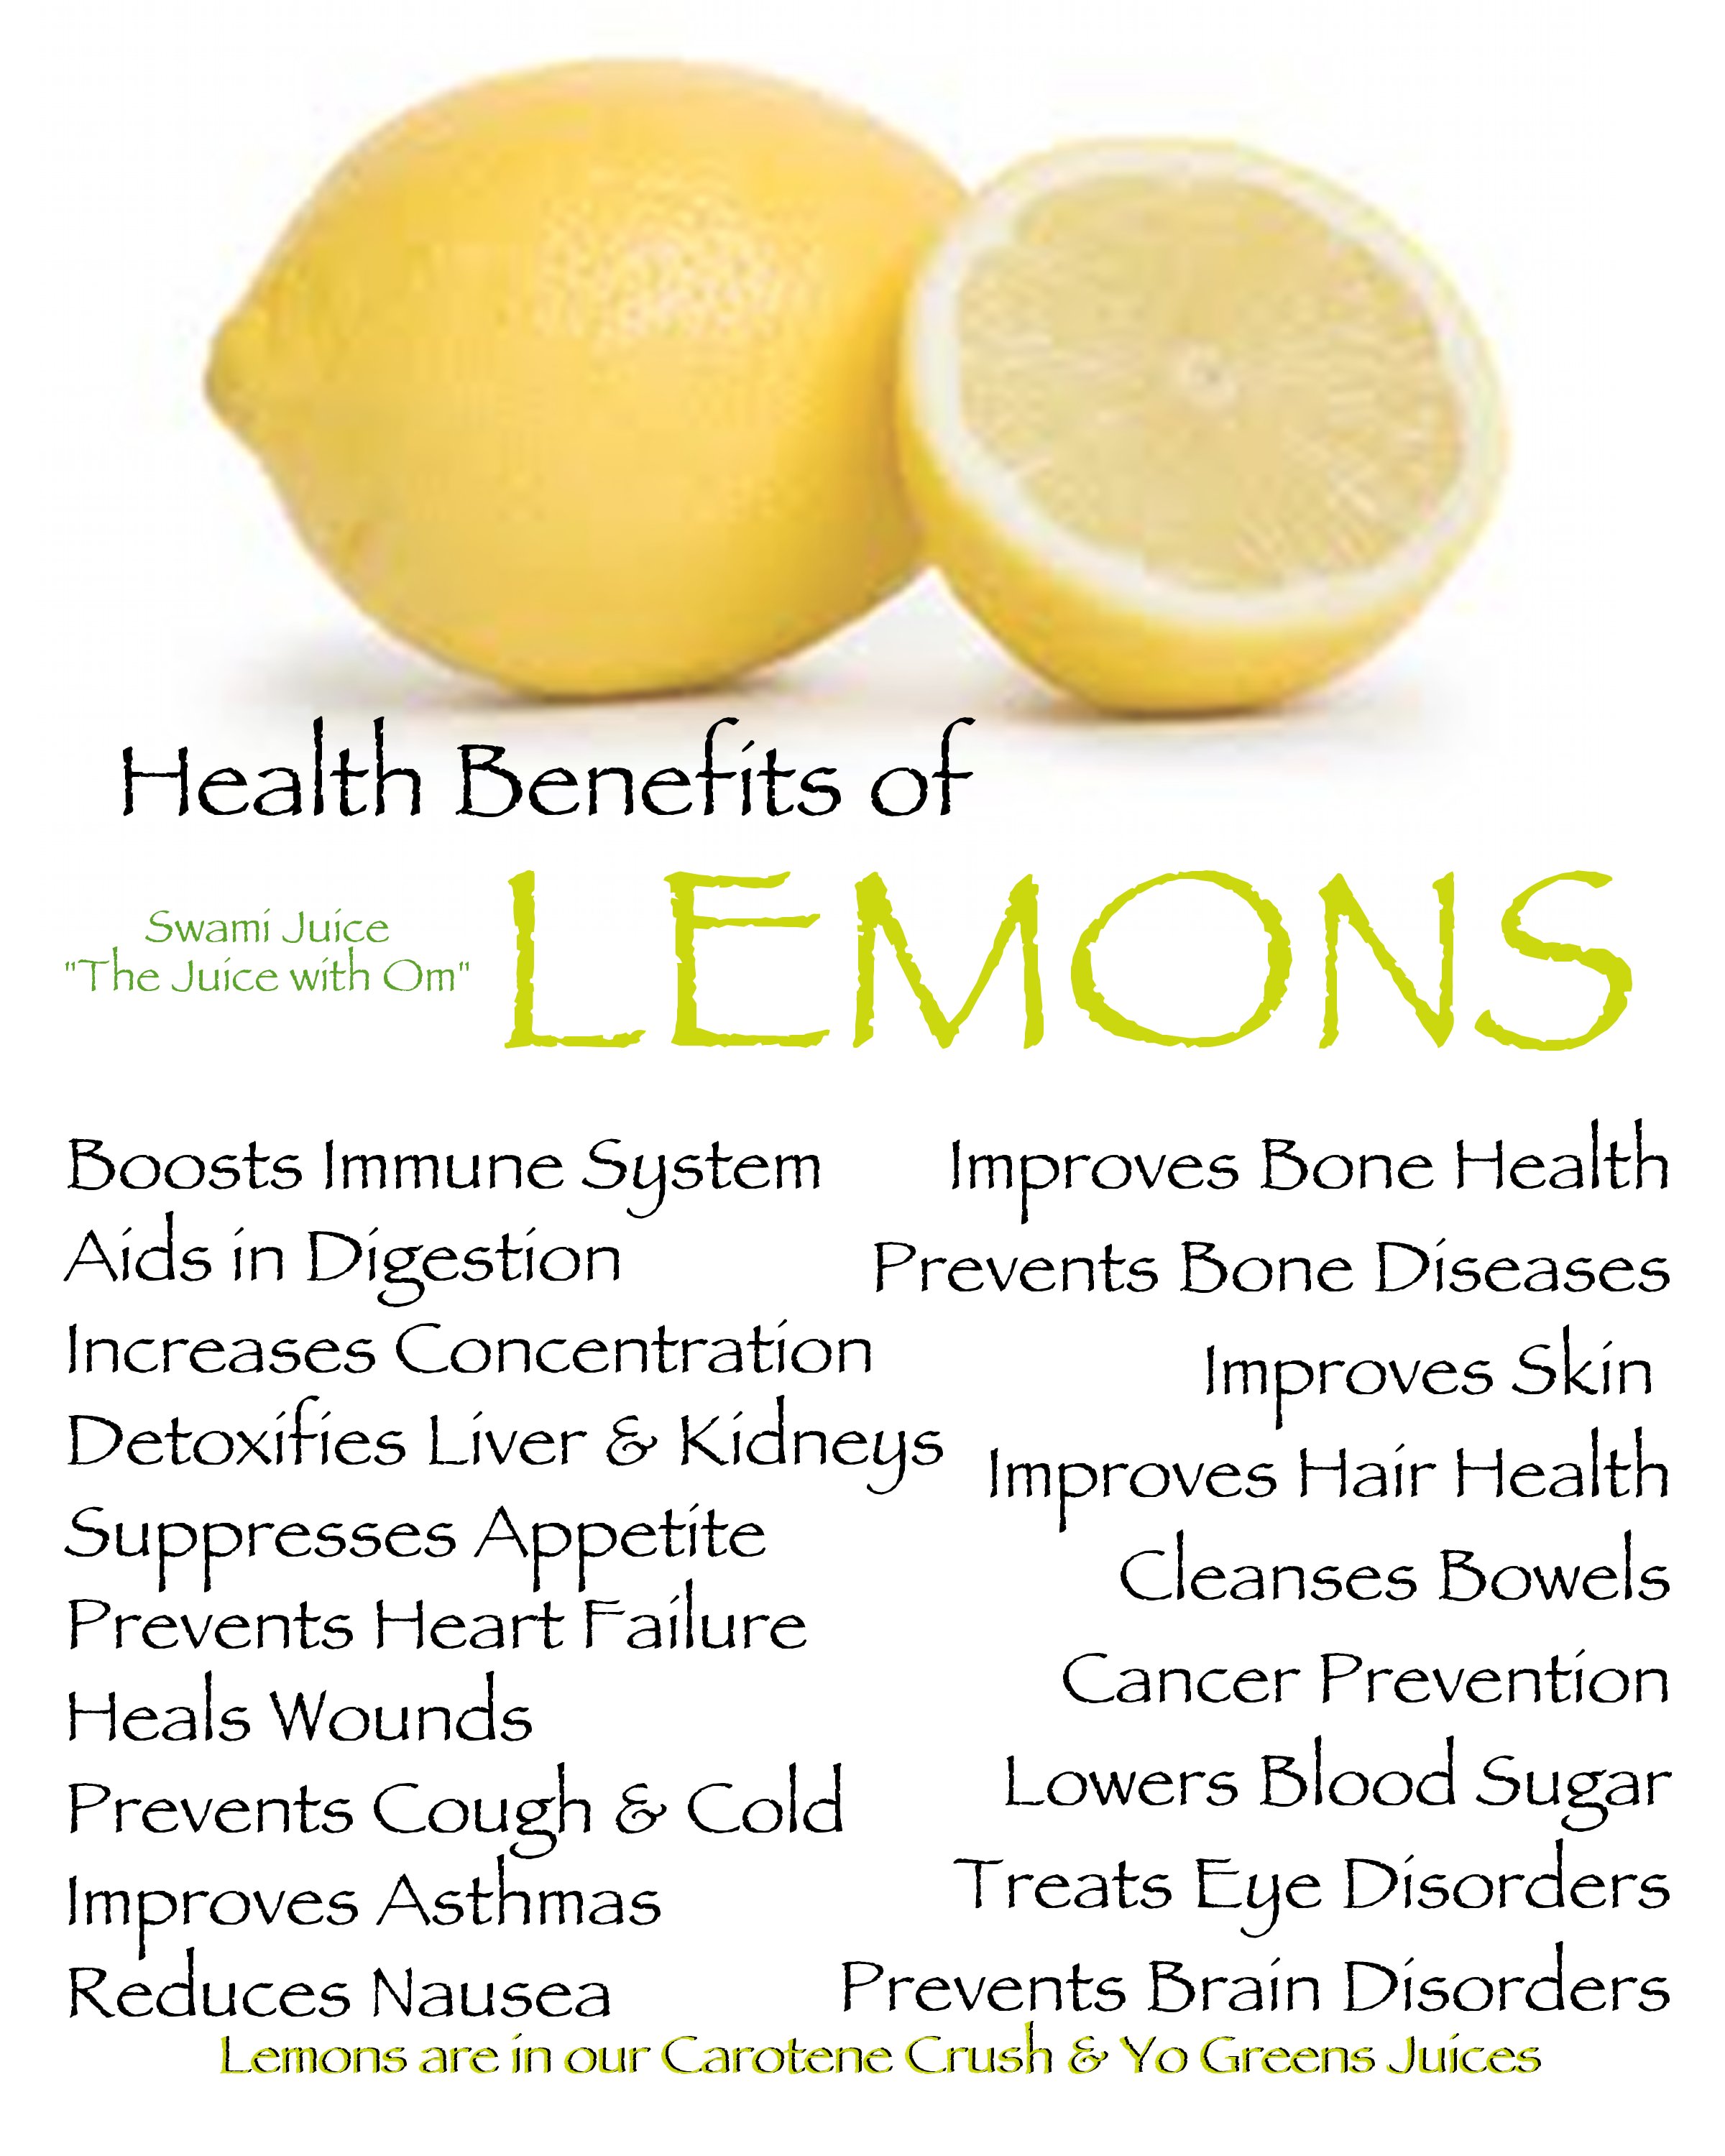 Health Benefits of
LEMONS
Swami Juice
"The Juice with Om"
Boosts Immune System
Aids in Digestion
Increases Concentration
Detoxifies Liver & Kidneys
Suppresses Appetite
Prevents Heart Failure
Heals Wounds
Prevents Cough & Cold
Improves Asthmas
Reduces Nausea
Improves Bone Health
Prevents Bone Diseases
Improves Skin
Improves Hair Health
Cleanses Bowels
Cancer Prevention
Lowers Blood Sugar
Treats Eye Disorders
Prevents Brain Disorders
Lemons are in our Carotene Crush & Yo Greens Juices